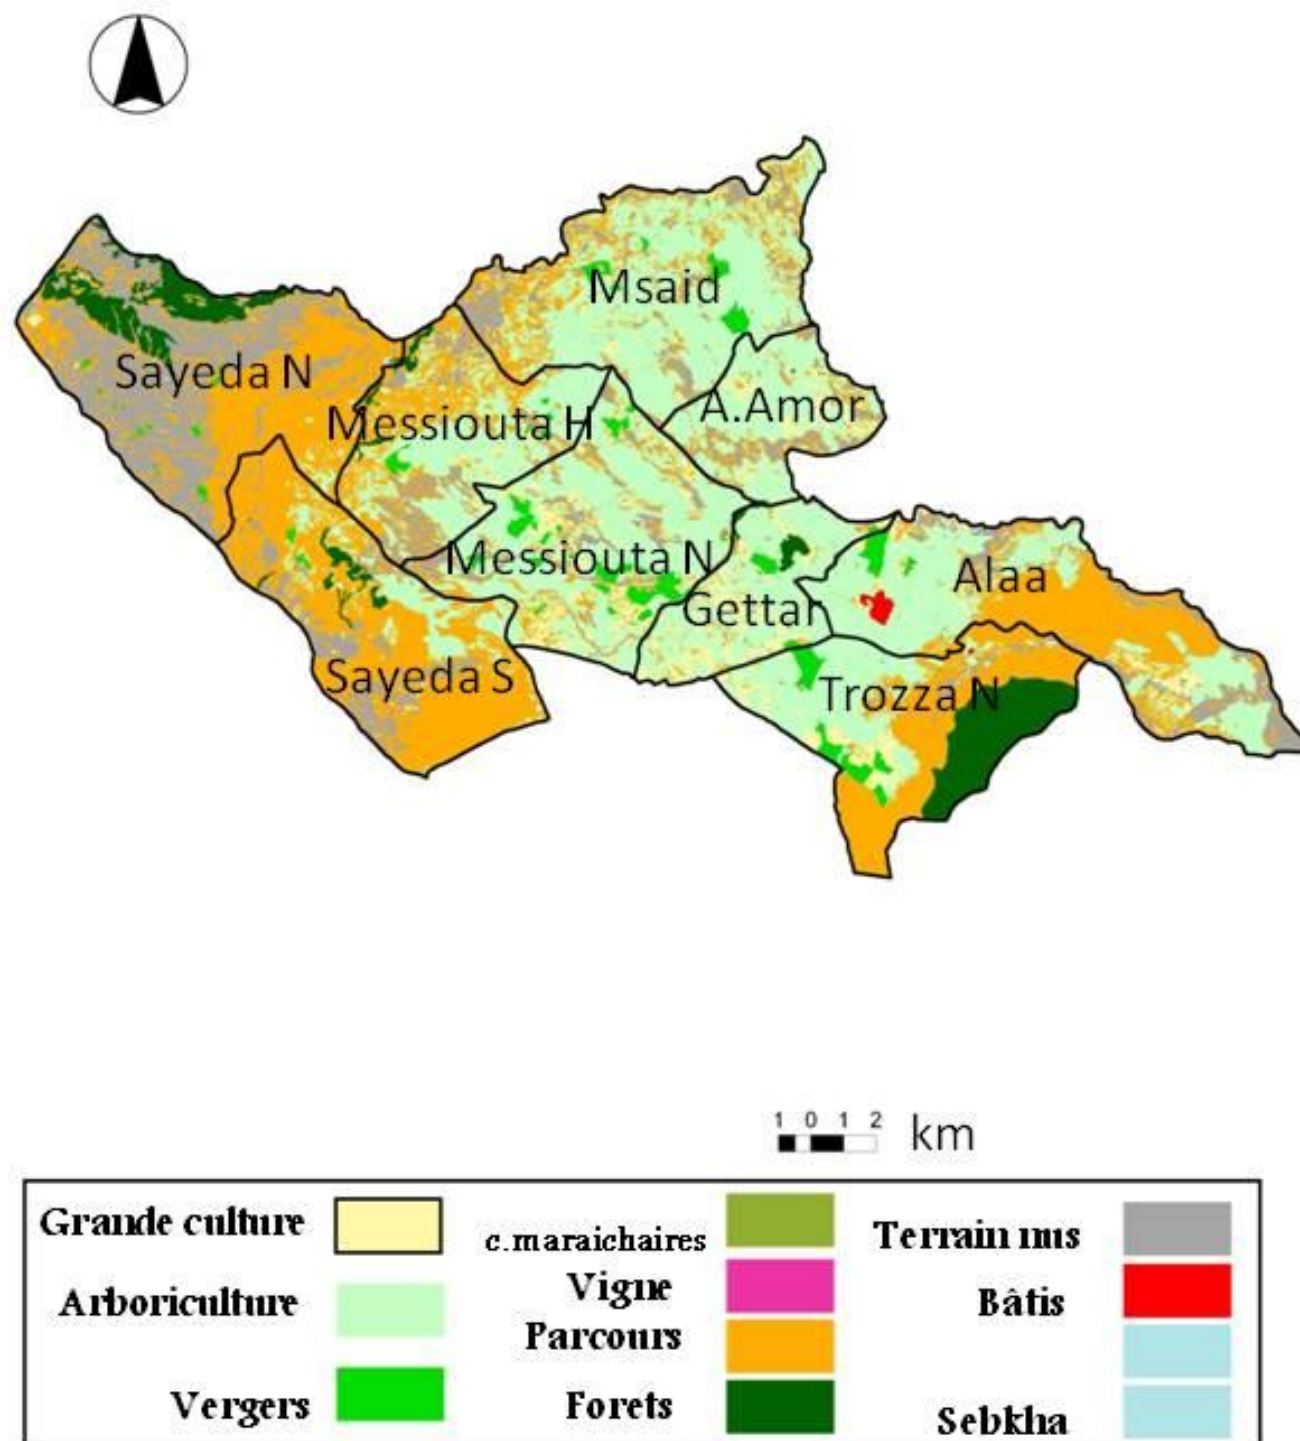 Msaid
Sayeda N
A.Amor
Messiouta H
Messiouta N
Alaa
Gettar
Sayeda S
Trozza N
1 0 1 2 km
Grande culture
c.maraichaires
Terrain nus
Arboriculture
Vigne
Bâtis
Parcours
Vergers
Forets
Sebkha